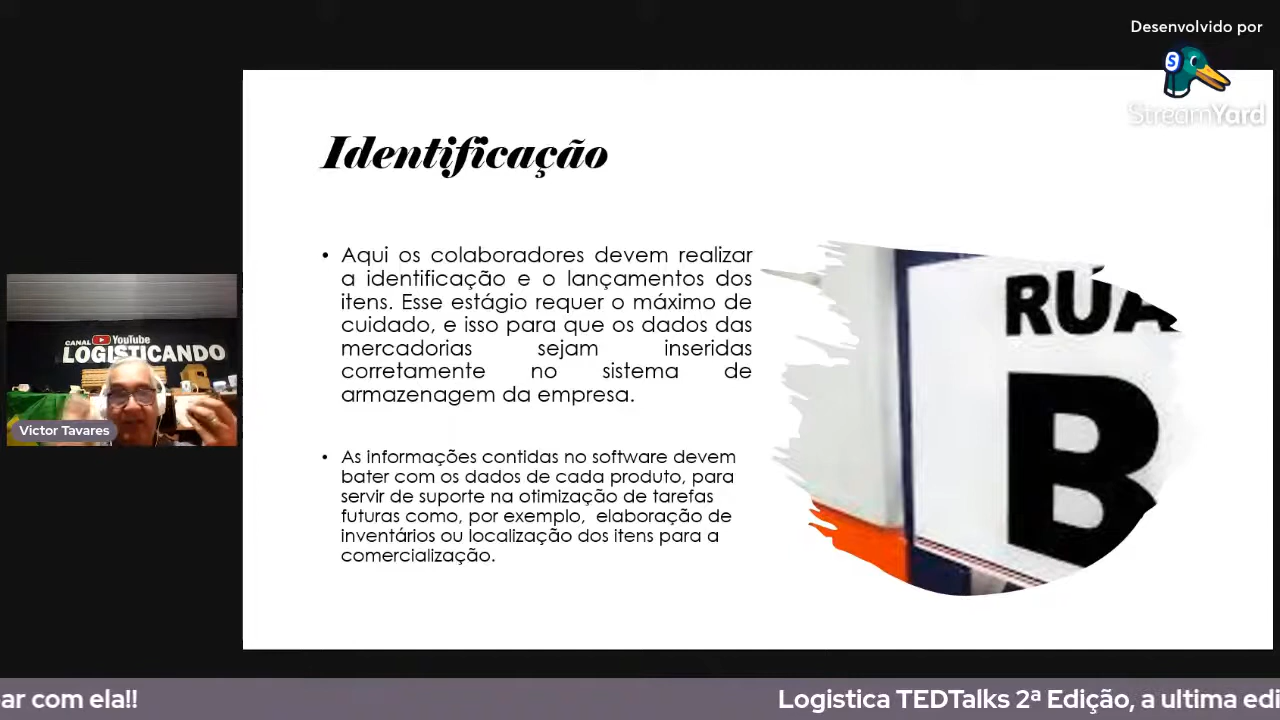 Desenvolvido por
StreamYard
Identificação
• Aqui os colaboradores devem realizar
a identificação e o lançamentos dos
itens. Esse estágio requer o máximo de
cuidado, e isso para que os dados das
mercadorias sejam inseridas
corretamente no sistema de
armazenagem da empresa.
• As informações contidas no software devem
bater com os dados de cada produto, para
servir de suporte na otimização de tarefas
futuras como, por exemplo, elaboração de
inventários ou localização dos itens para a
comercialização.
RUA
B
CANAL YouTube
LOGISTICANDO
Victor Tavares
ar com ela!! Logistica TEDTalks 2ª Edição, a ultima edi